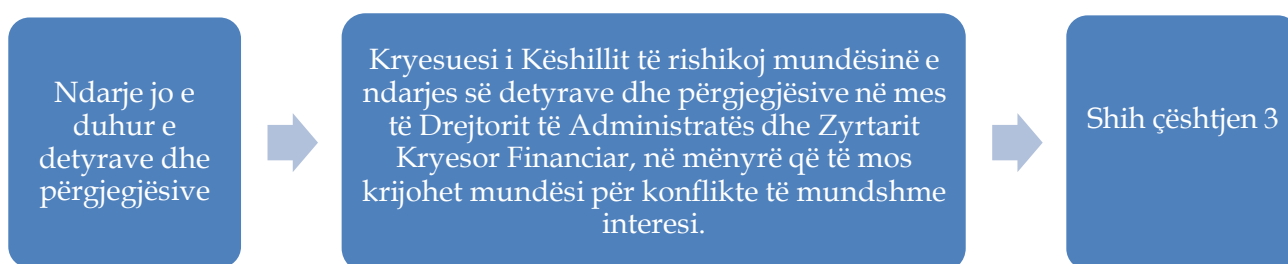 Ndarje jo e
duhur e
detyrave dhe
përgjegjësive
Kryesuesi i Këshillit të rishikoj mundësinë e
ndarjes së detyrave dhe përgjegjësive në mes
të Drejtorit të Administratës dhe Zyrtarit
Kryesor Financiar, në mënyrë që të mos
krijohet mundësi për konflikte të mundshme
interesi.
Shih çështjen 3